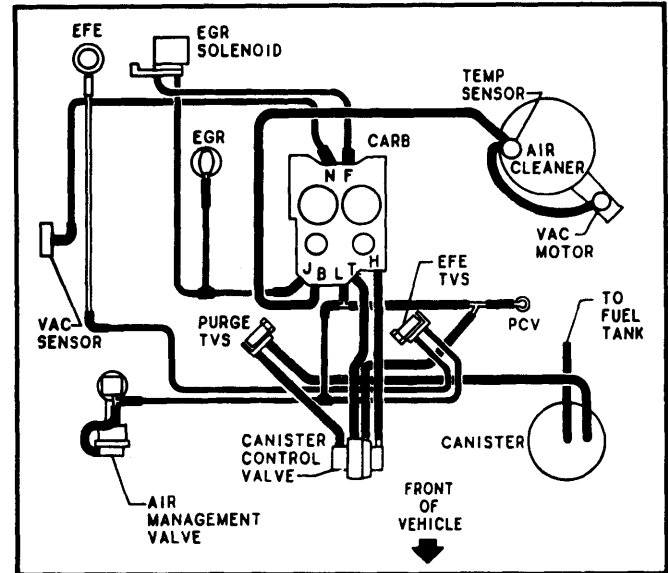 EFE
EGR
SOLENOID
TEMP
SENSOR
EGR
CARB
N F
AIR
CLEANER
VAC
MOTOR
J B L T H
EFE
TVS
VAC
SENSOR
PURGE
TVS
PCV
TO
FUEL
TANK
CANISTER
CONTROL
VALVE
CANISTER
AIR
MANAGEMENT
VALVE
FRONT
OF
VEHICLE